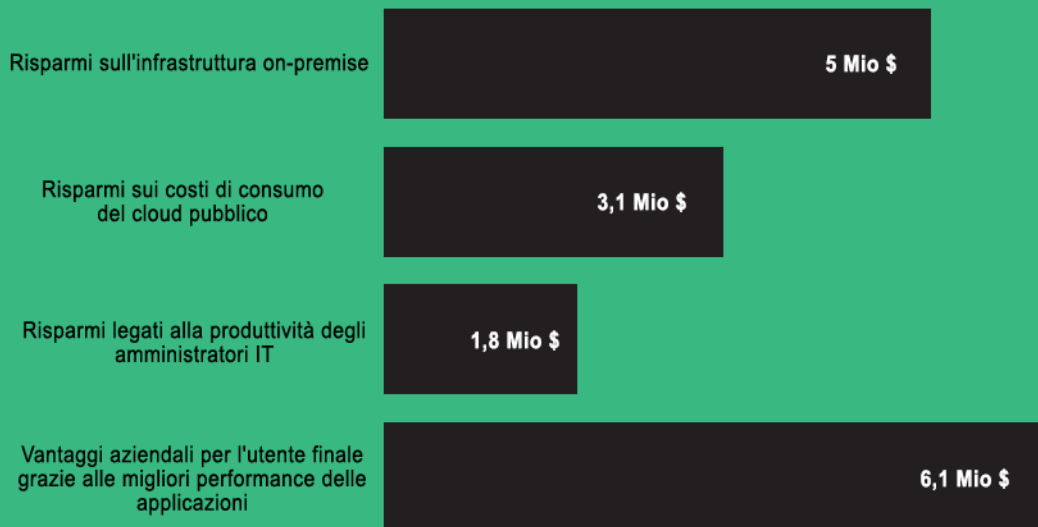 Risparmi sull'infrastruttura on-premise
5 Mio $
Risparmi sui costi di consumo
del cloud pubblico
3,1 Mio $
Risparmi legati alla produttività degli
amministratori IT
1,8 Mio $
Vantaggi aziendali per l'utente finale
grazie alle migliori performance delle
applicazioni
6,1 Mio $